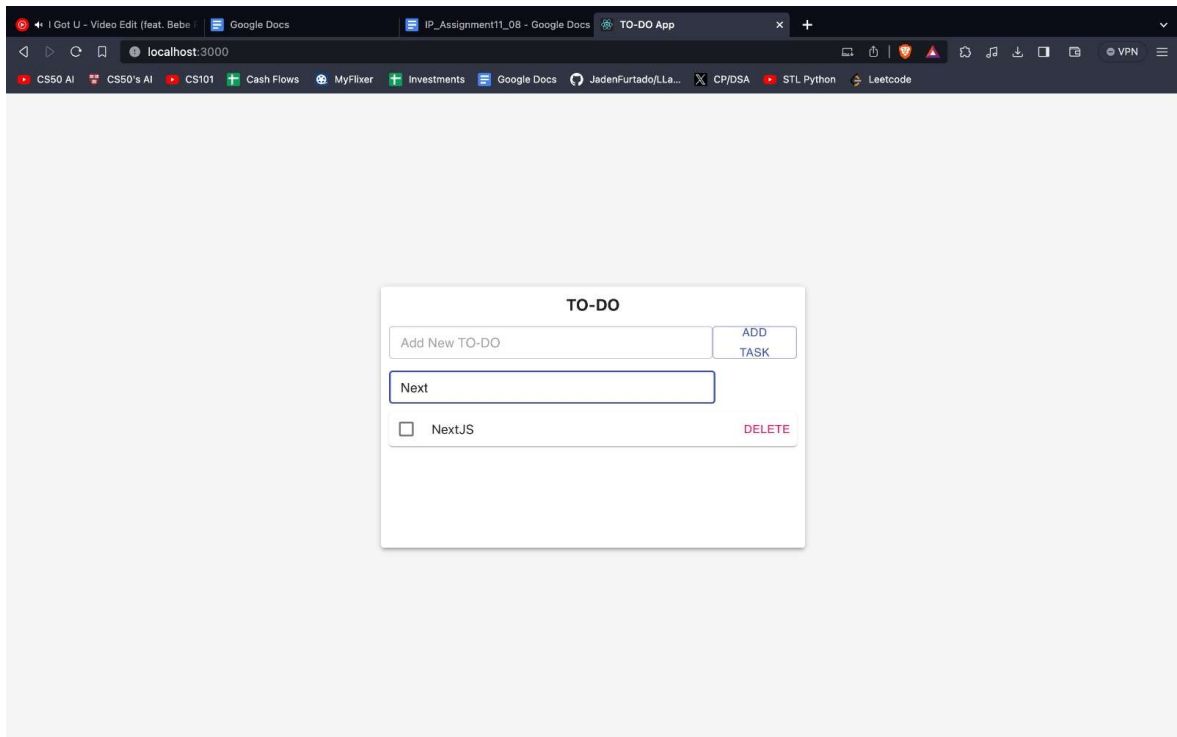 I Got U - Video Edit (feat. Bebe
Google Docs
IP_Assignment11_08 - Google Docs
TO-DO App
localhost:3000
VPN
CS50 AI
CS50's AI
CS101
Cash Flows
MyFlixer
Investments
Google Docs
JadenFurtado/LLa...
CP/DSA
STL Python
Leetcode
TO-DO
Add New TO-DO
ADD
TASK
Next
NextJS
DELETE